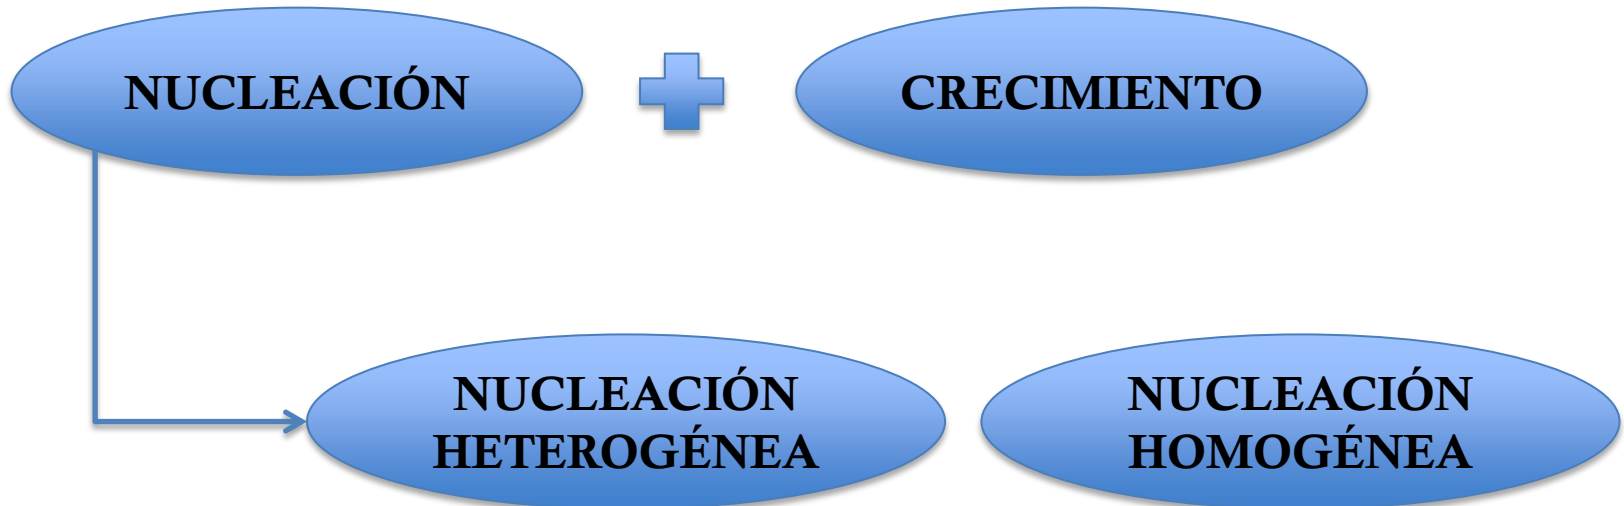 NUCLEACIÓN
CRECIMIENTO
NUCLEACIÓN
HETEROGÉNEA
NUCLEACIÓN
HOMOGÉNEA